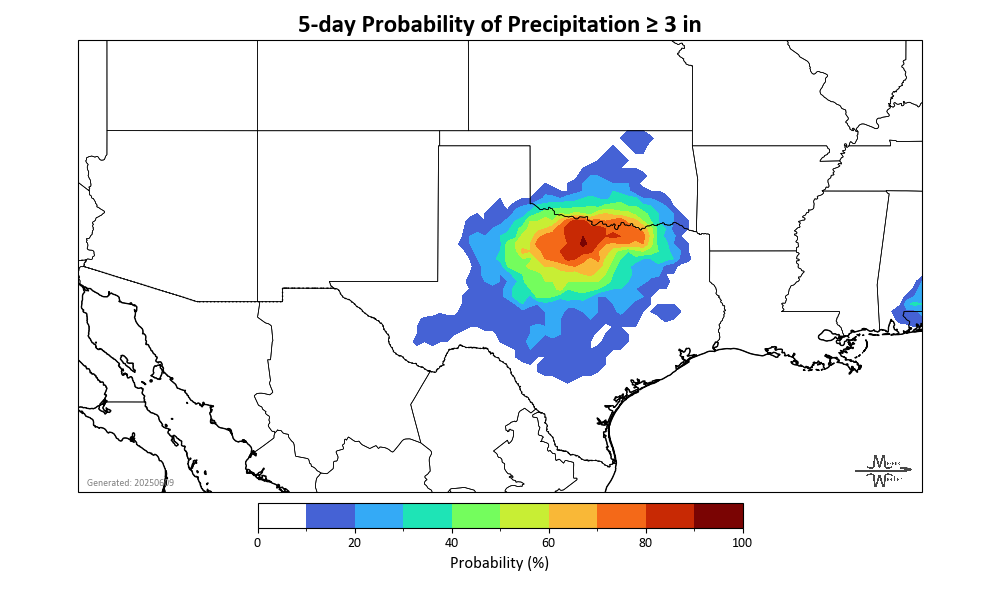 5-day Probability of Precipitation ≥ 3 in
Generated: 20250609
0 20 40 60 80 100
Probability (%)